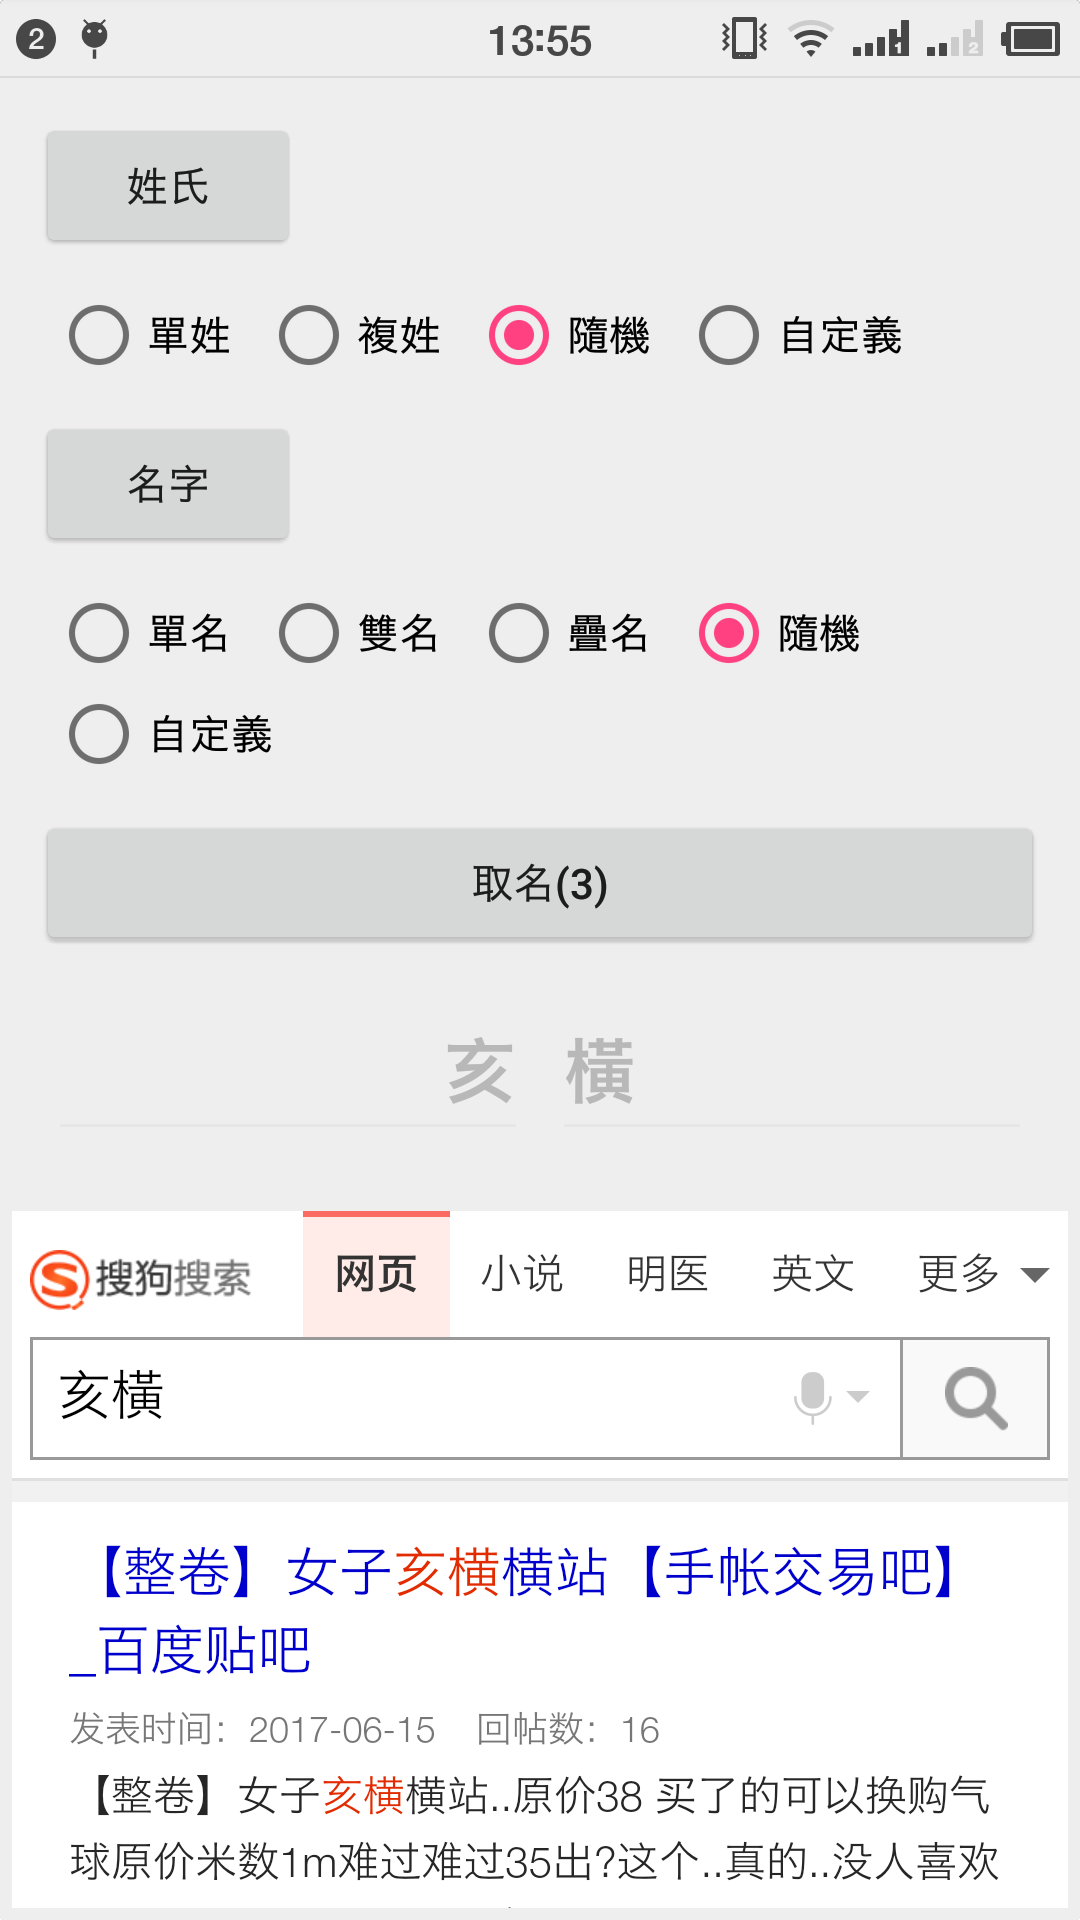 2 13:55 1 2
姓氏
單姓 複姓 隨機 自定義
名字
單名 雙名 疊名 隨機
自定義
取名(3)
亥 橫
搜狗搜索 网页 小说 明医 英文 更多
亥橫
【整卷】女子亥横横站【手帐交易吧】
_百度贴吧
发表时间：2017-06-15 回帖数：16
【整卷】女子亥横横站..原价38 买了的可以换购气
球原价米数1m难过难过35出?这个..真的..没人喜欢